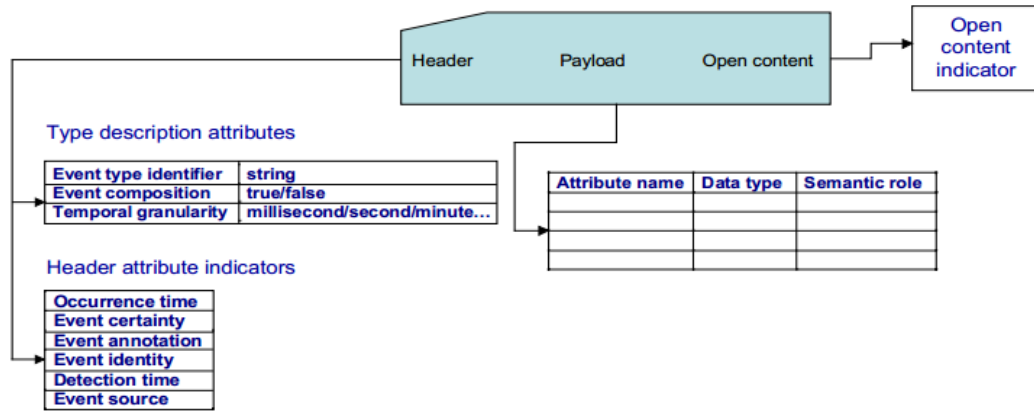 Header Payload Open content
Open
content
indicator
Type description attributes
Event type identifier string
Event composition true/false
Temporal granularity millisecond/second/minute...
Attribute name Data type Semantic role
Header attribute indicators
Occurrence time
Event certainty
Event annotation
Event identity
Detection time
Event source